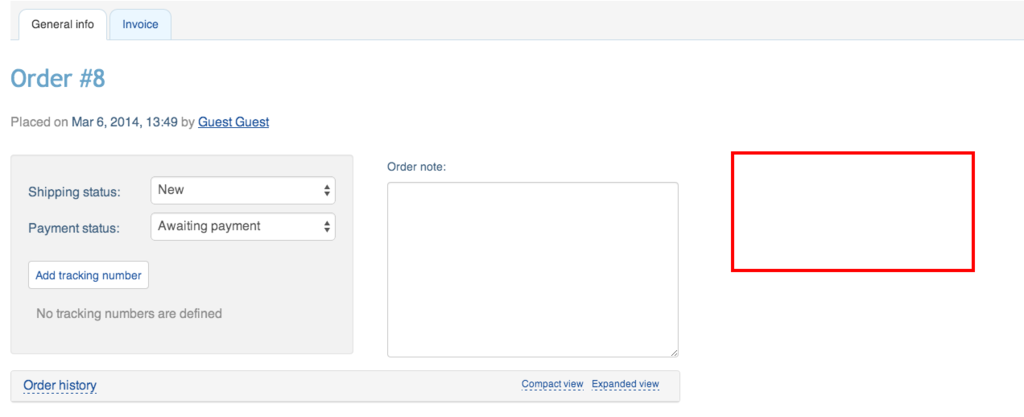 General info
Invoice
Order #8
Placed on Mar 6, 2014, 13:49 by Guest Guest
Shipping status:
New
Payment status:
Awaiting payment
Add tracking number
No tracking numbers are defined
Order note:
Order history
Compact view
Expanded view